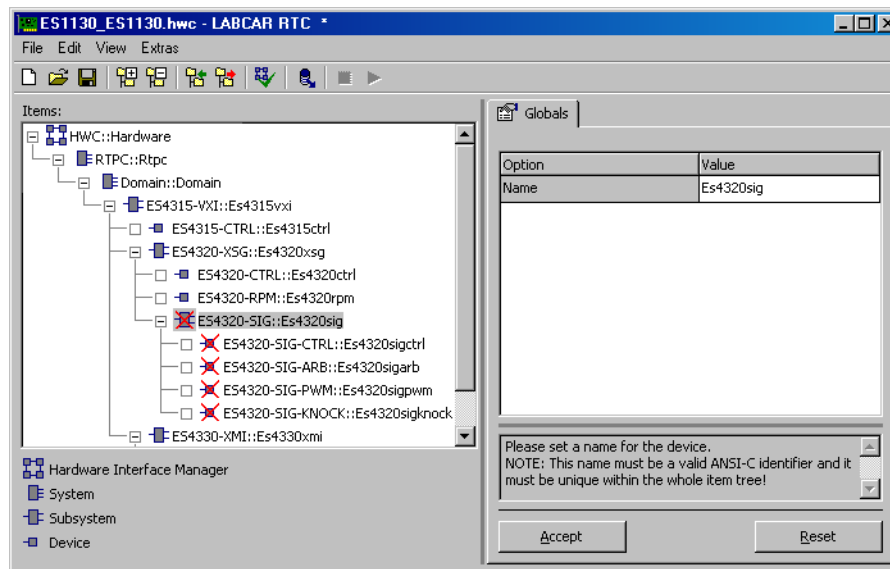 ES1130_ES1130.hwc - LABCAR RTC *
File Edit View Extras
Items:
HWC::Hardware
RTPC::Rtpc
Domain::Domain
ES4315-VXI::Es4315vxi
ES4315-CTRL::Es4315ctrl
ES4320-XSG::Es4320xsg
ES4320-CTRL::Es4320ctrl
ES4320-RPM::Es4320rpm
ES4320-SIG::Es4320sig
ES4320-SIG-CTRL::Es4320sigctrl
ES4320-SIG-ARB::Es4320sigarb
ES4320-SIG-PWM::Es4320sigpwm
ES4320-SIG-KNOCK::Es4320sigknock
ES4330-XMI::Es4330xmi
Hardware Interface Manager
System
Subsystem
Device
Globals
Option Value
Name Es4320sig
Please set a name for the device.
NOTE: This name must be a valid ANSI-C identifier and it
must be unique within the whole item tree!
Accept Reset